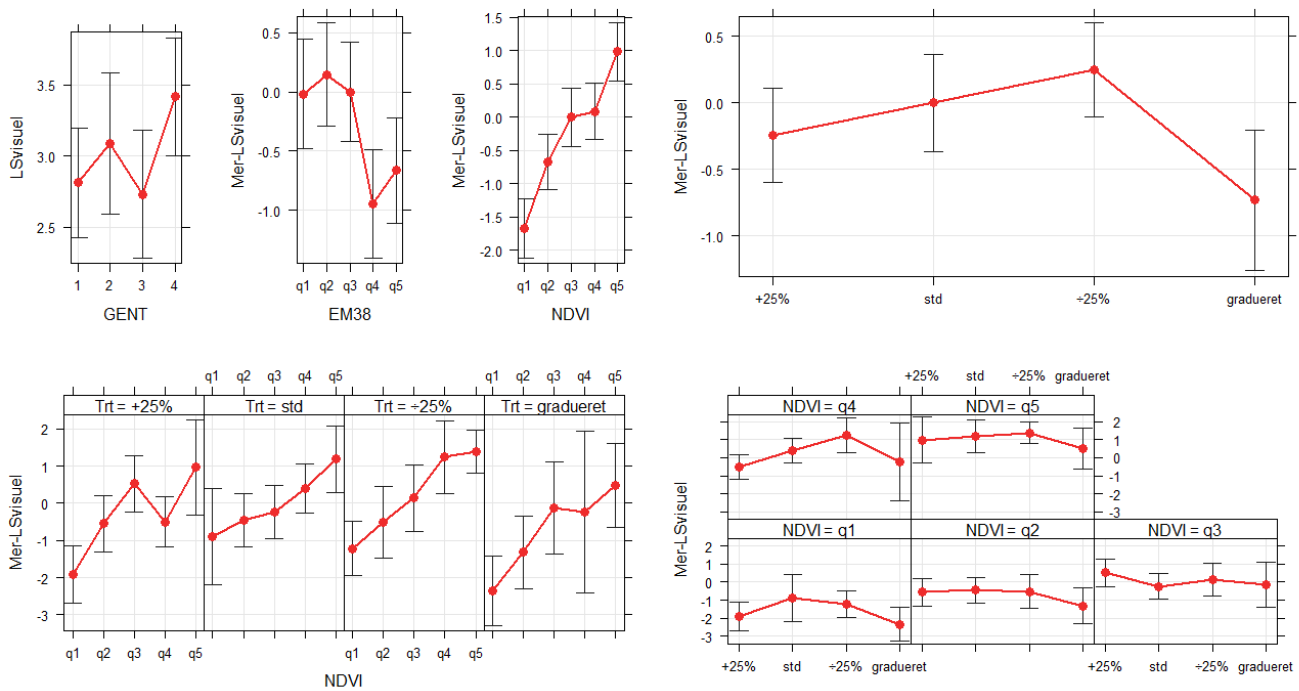 LSvisuel
3.5
3.0
2.5
1 2 3 4
GENT
Mer-LSvisuel
0.5
0.0
-0.5
-1.0
q1 q2 q3 q4 q5
EM38
Mer-LSvisuel
1.5
1.0
0.5
0.0
-0.5
-1.0
-1.5
-2.0
q1 q2 q3 q4 q5
NDVI
Mer-LSvisuel
0.5
0.0
-0.5
-1.0
+25% std ÷25% gradueret
q1 q2 q3 q4 q5 q1 q2 q3 q4 q5
Trt = +25% Trt = std Trt = ÷25% Trt = gradueret
Mer-LSvisuel
2
1
0
-1
-2
-3
q1 q2 q3 q4 q5 q1 q2 q3 q4 q5
NDVI
+25% std ÷25% gradueret
NDVI = q4 NDVI = q5
2
1
0
-1
-2
-3
Mer-LSvisuel
NDVI = q1 NDVI = q2 NDVI = q3
2
1
0
-1
-2
-3
+25% std ÷25% gradueret +25% std ÷25% gradueret